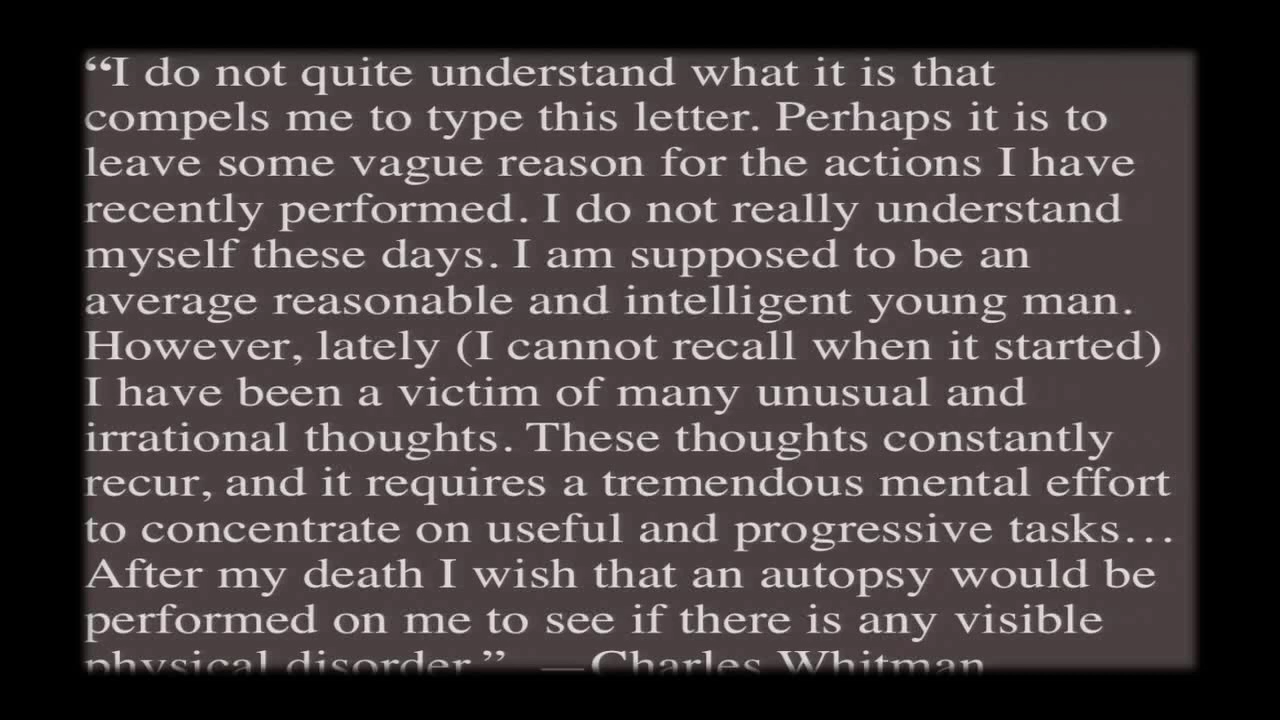 “I do not quite understand what it is that
compels me to type this letter. Perhaps it is to
leave some vague reason for the actions I have
recently performed. I do not really understand
myself these days. I am supposed to be an
average reasonable and intelligent young man.
However, lately (I cannot recall when it started)
I have been a victim of many unusual and
irrational thoughts. These thoughts constantly
recur, and it requires a tremendous mental effort
to concentrate on useful and progressive tasks…
After my death I wish that an autopsy would be
performed on me to see if there is any visible
physical disorder.” —Charles Whitman